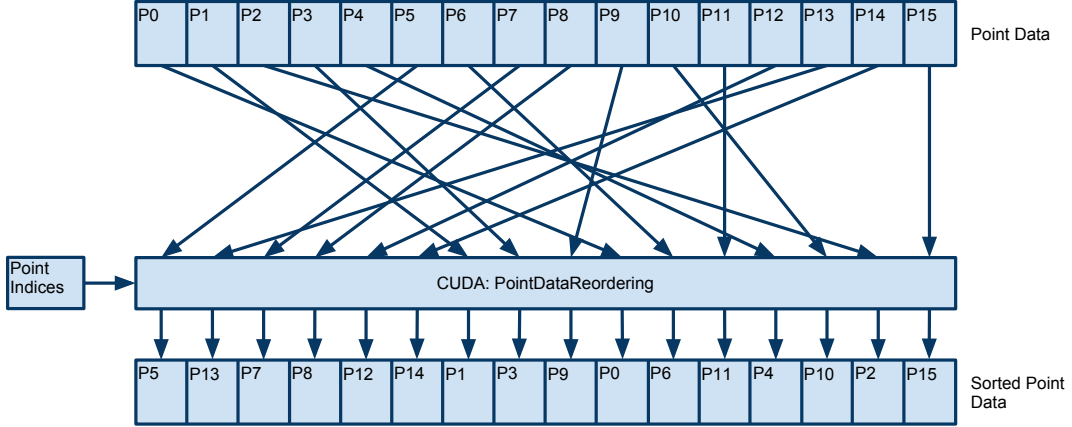 P0 P1 P2 P3 P4 P5 P6 P7 P8 P9 P10 P11 P12 P13 P14 P15
Point Data
Point
Indices
CUDA: PointDataReordering
P5 P13 P7 P8 P12 P14 P1 P3 P9 P0 P6 P11 P4 P10 P2 P15
Sorted Point
Data